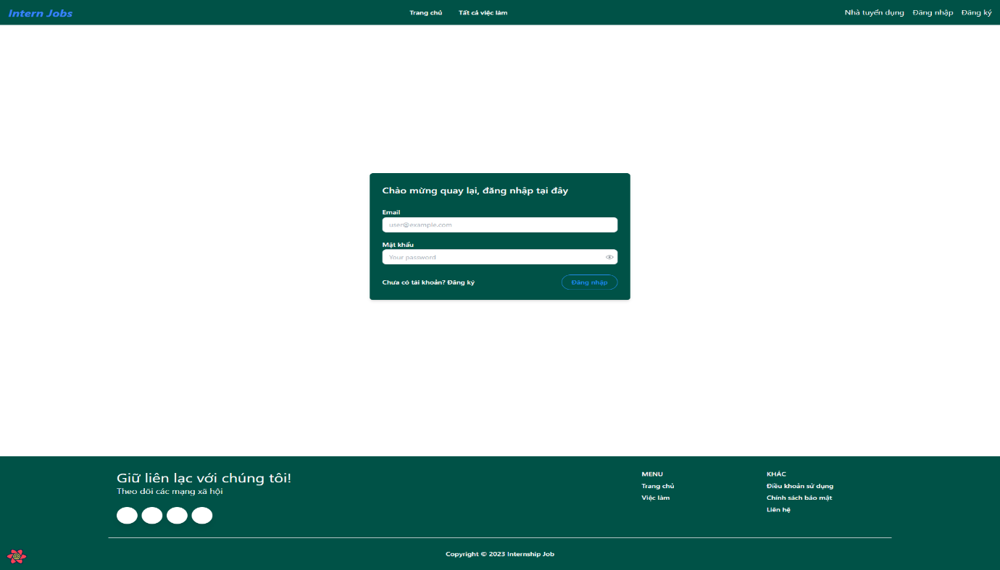 Intern Jobs
Trang chủ
Tất cả việc làm
Nhà tuyển dụng
Đăng nhập
Đăng ký
Chào mừng quay lại, đăng nhập tại đây
Email
user@example.com
Mật khẩu
Your password
Chưa có tài khoản? Đăng ký
Đăng nhập
Giữ liên lạc với chúng tôi!
Theo dõi các mạng xã hội
MENU
Trang chủ
Việc làm
KHÁC
Điều khoản sử dụng
Chính sách bảo mật
Liên hệ
Copyright © 2023 Internship Job